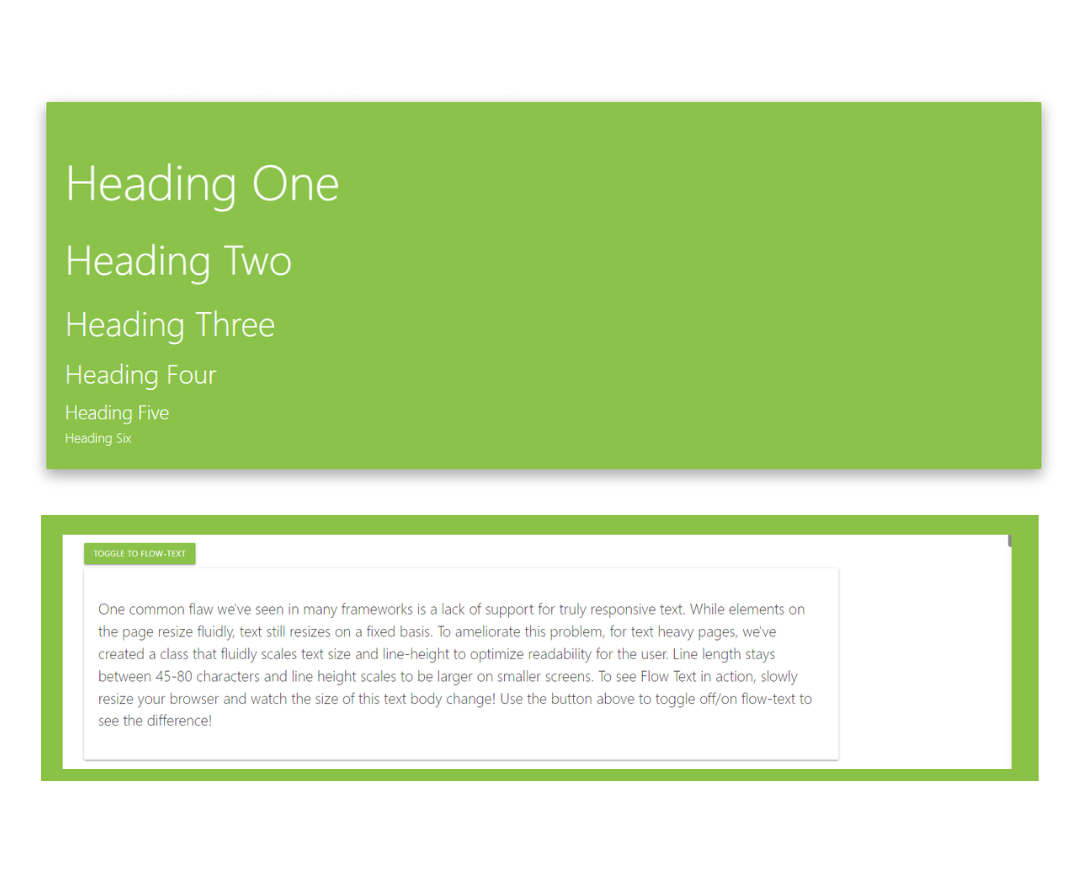 Heading One
Heading Two
Heading Three
Heading Four
Heading Five
Heading Six
TOGGLE TO FLOW-TEXT
One common flaw we've seen in many frameworks is a lack of support for truly responsive text. While elements on
the page resize fluidly, text still resizes on a fixed basis. To ameliorate this problem, for text heavy pages, we've
created a class that fluidly scales text size and line-height to optimize readability for the user. Line length stays
between 45-80 characters and line height scales to be larger on smaller screens. To see Flow Text in action, slowly
resize your browser and watch the size of this text body change! Use the button above to toggle off/on flow-text to
see the difference!